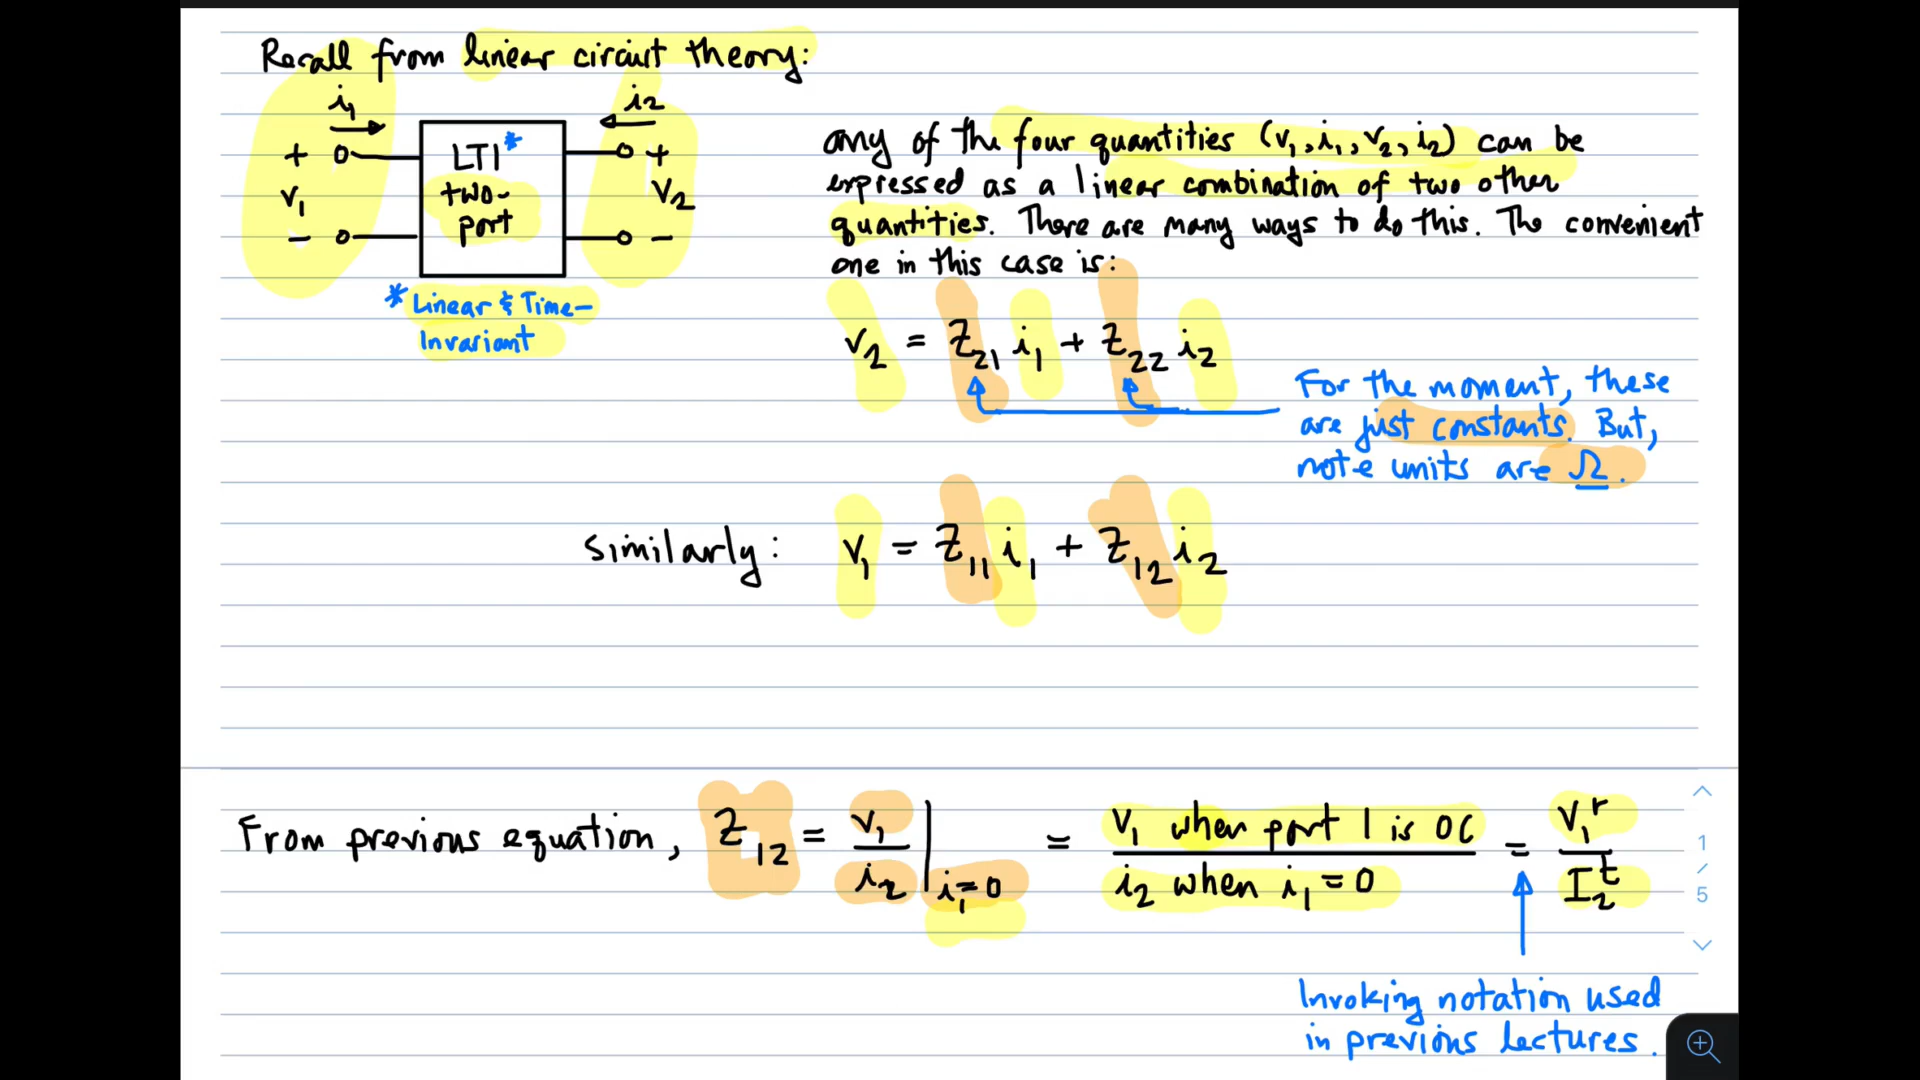 Recall from linear circuit theory:
i₁
i₂
+
LTI*
+
v₁
two-
port
v₂
−
−
*Linear & Time-
Invariant
any of the four quantities (v₁, i₁, v₂, i₂) can be
expressed as a linear combination of two other
quantities. There are many ways to do this. The convenient
one in this case is:
v₂ = Z₂₁ i₁ + Z₂₂ i₂
For the moment, these
are just constants. But,
note units are Ω.
similarly: v₁ = Z₁₁ i₁ + Z₁₂ i₂
From previous equation, Z₁₂ = v₁ / i₂ | i₁=0 = v₁ when port 1 is OC / i₂ when i₁ = 0 = V₁ʳ / I₂ᵗ
Invoking notation used
in previous lectures.
1
/
5